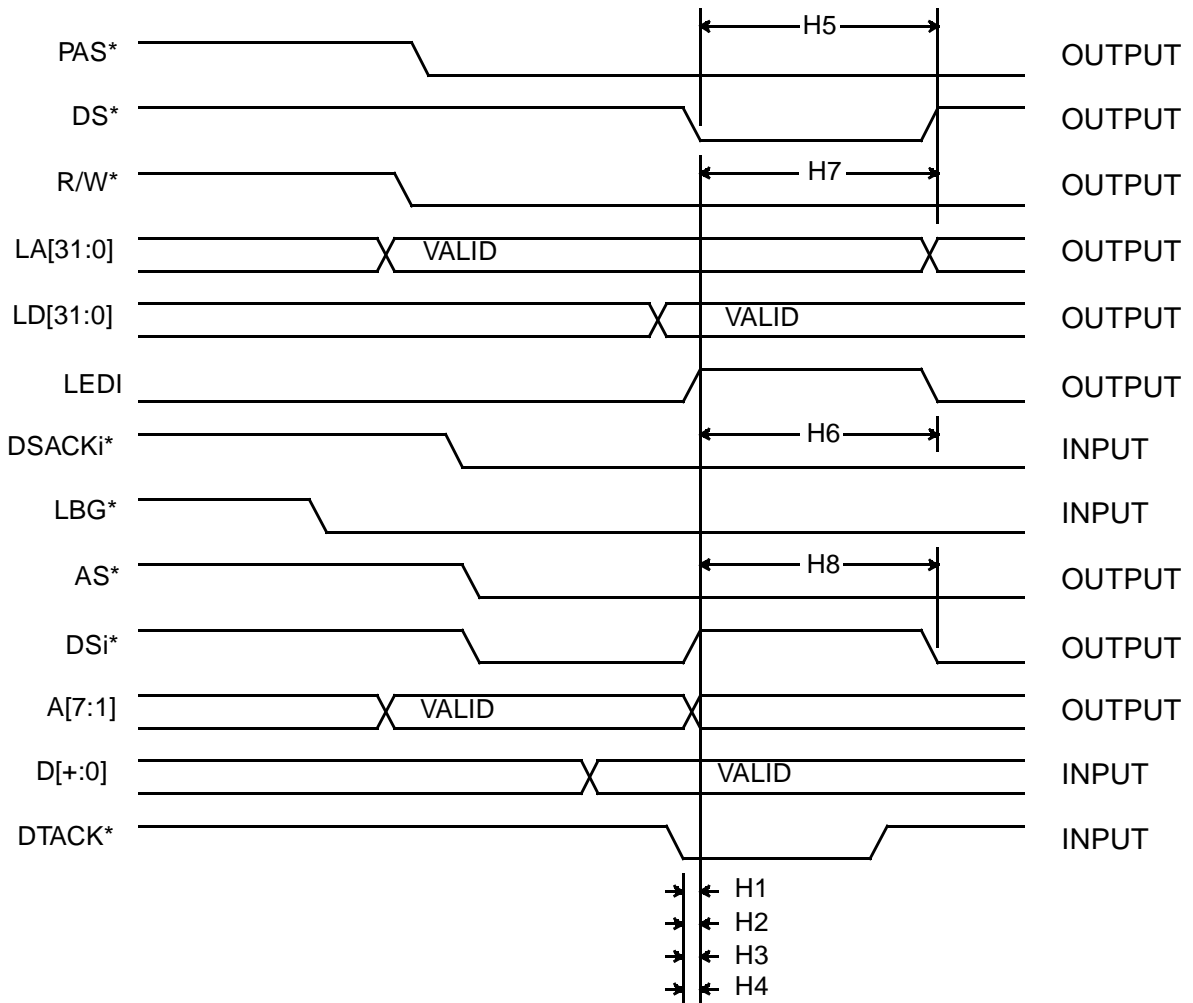 H5
PAS* OUTPUT
DS* OUTPUT
H7
R/W* OUTPUT
LA[31:0] VALID OUTPUT
LD[31:0] VALID OUTPUT
LEDI OUTPUT
H6
DSACKi* INPUT
LBG* INPUT
H8
AS* OUTPUT
DSi* OUTPUT
A[7:1] VALID OUTPUT
D[+:0] VALID INPUT
DTACK* INPUT
H1
H2
H3
H4